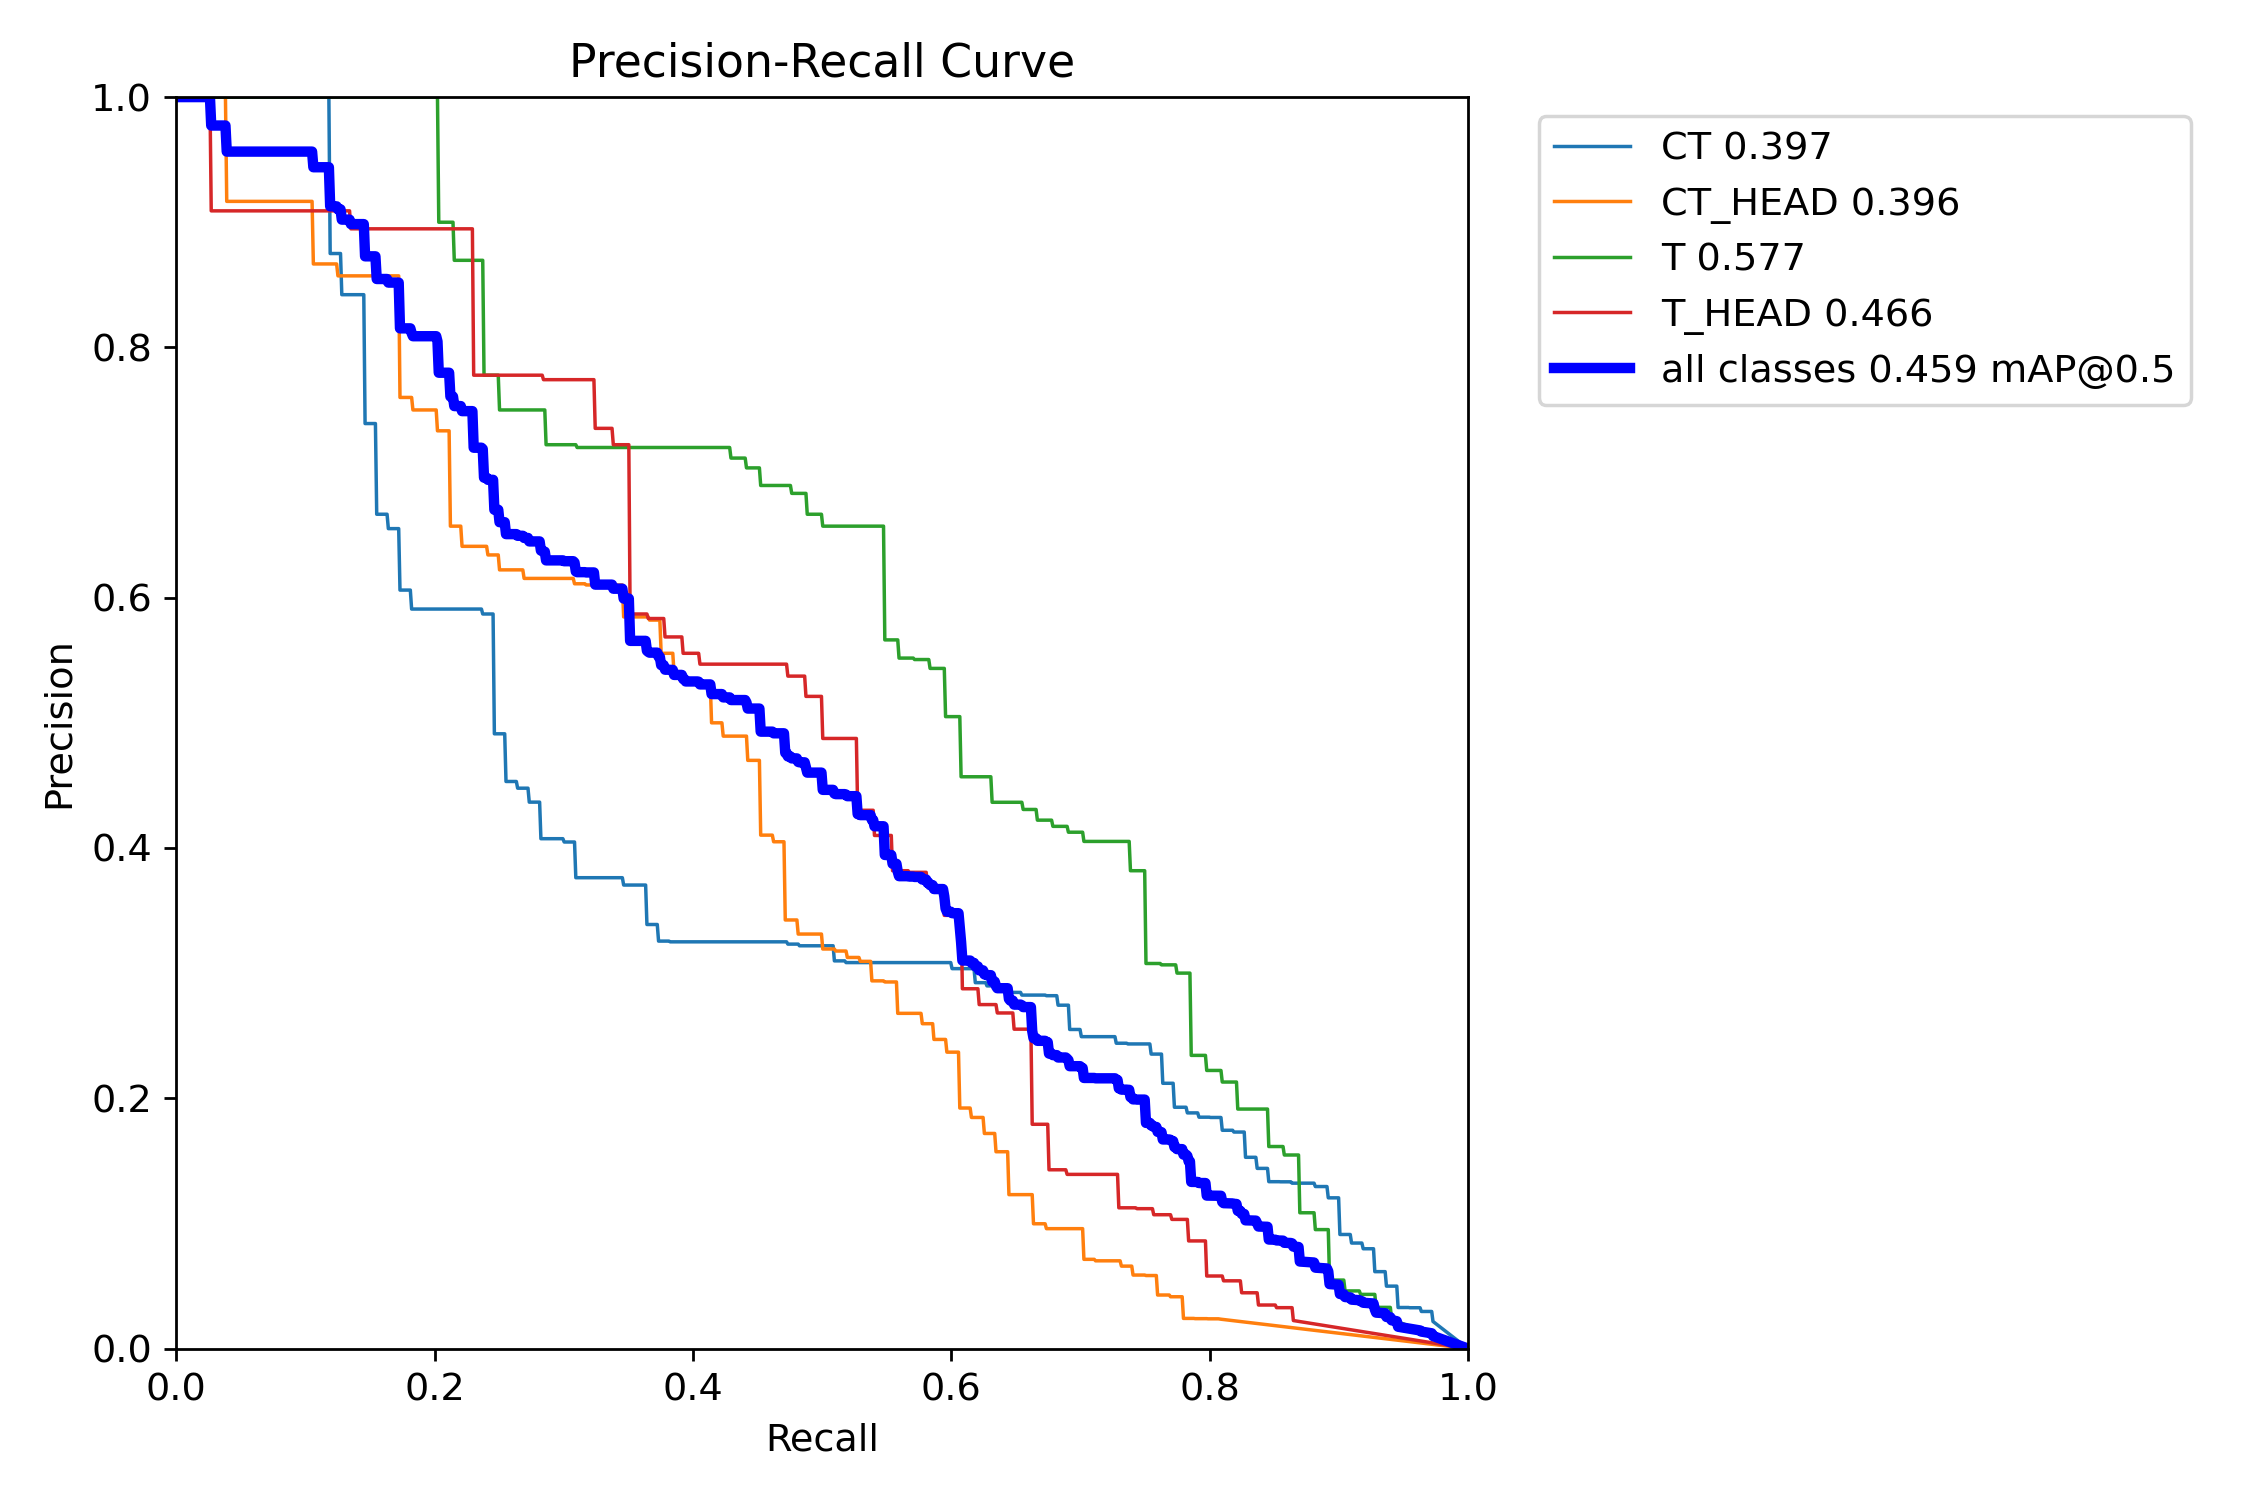 Precision-Recall Curve
1.0
0.8
0.6
0.4
0.2
0.0
Precision
0.0 0.2 0.4 0.6 0.8 1.0
Recall
CT 0.397
CT_HEAD 0.396
T 0.577
T_HEAD 0.466
all classes 0.459 mAP@0.5